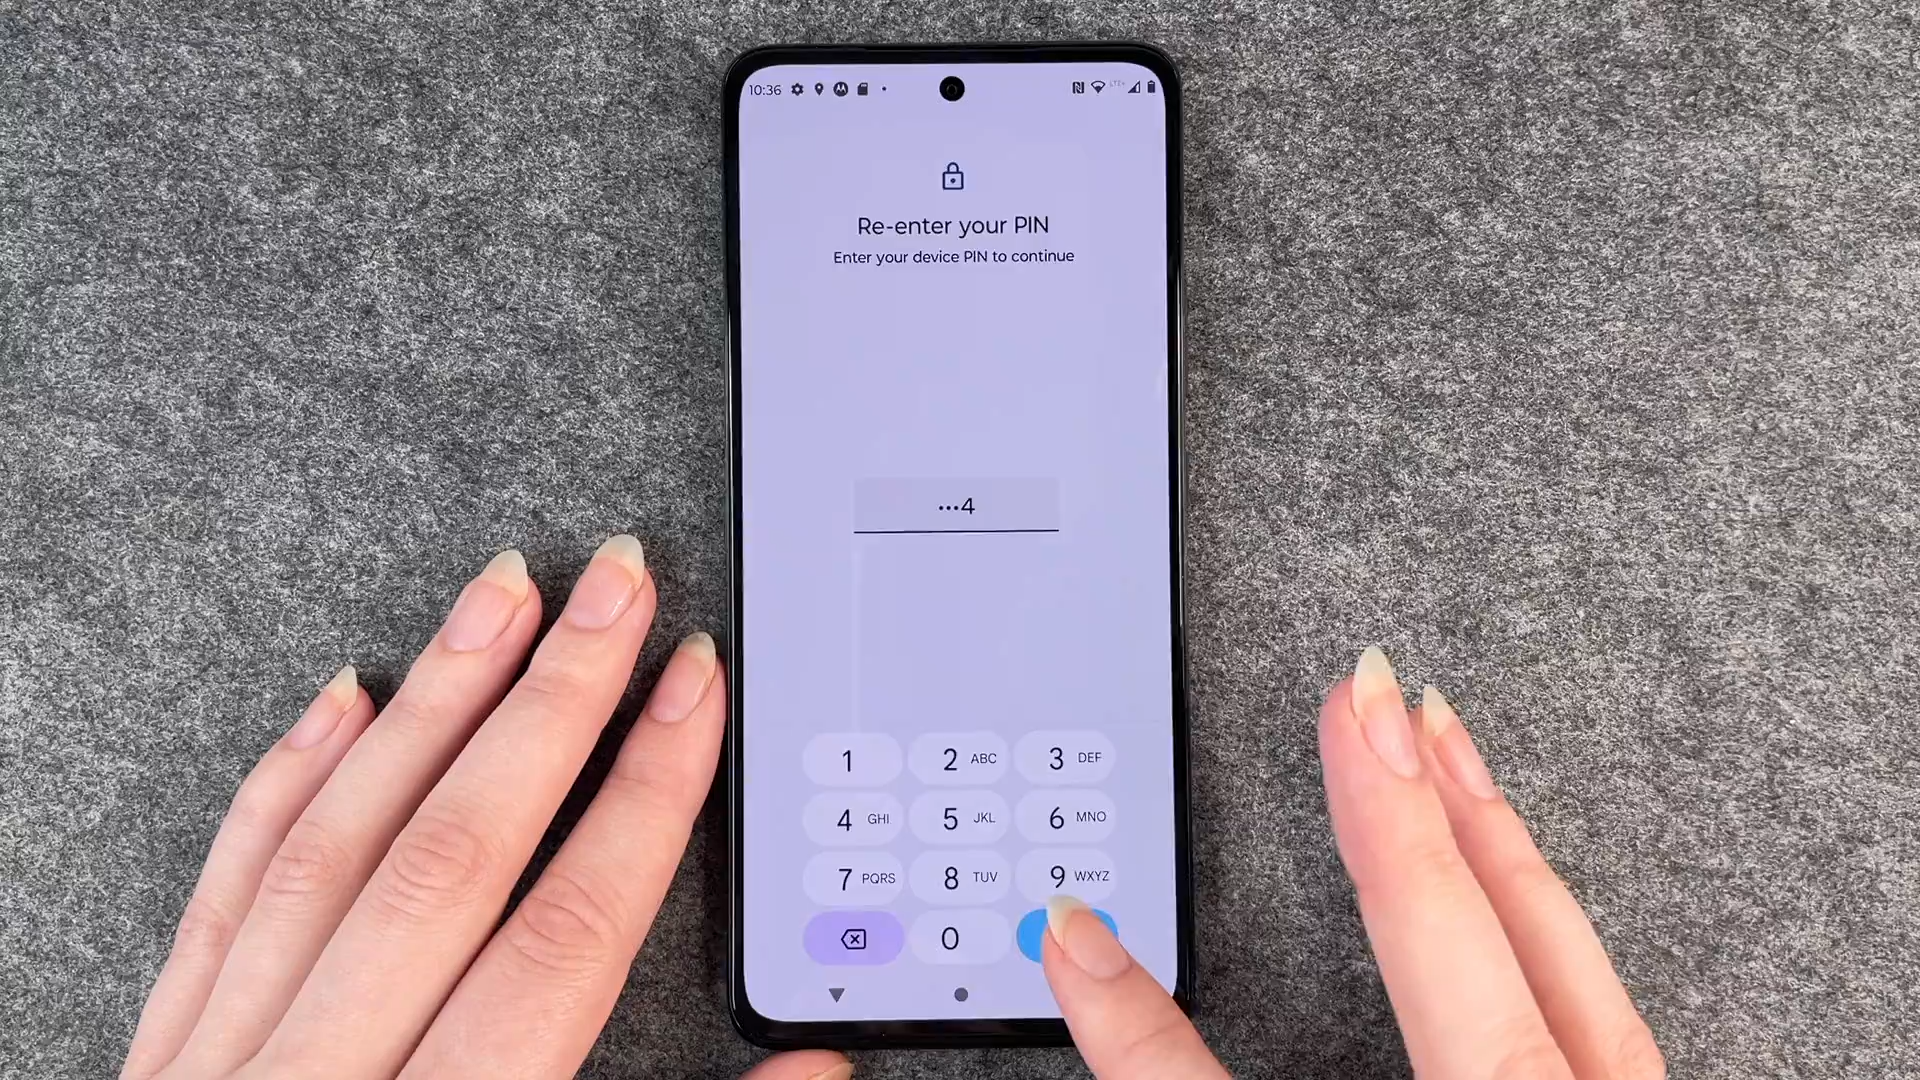 10:36 LTE+
Re-enter your PIN
Enter your device PIN to continue
•••4
1 2 ABC 3 DEF
4 GHI 5 JKL 6 MNO
7 PQRS 8 TUV 9 WXYZ
0